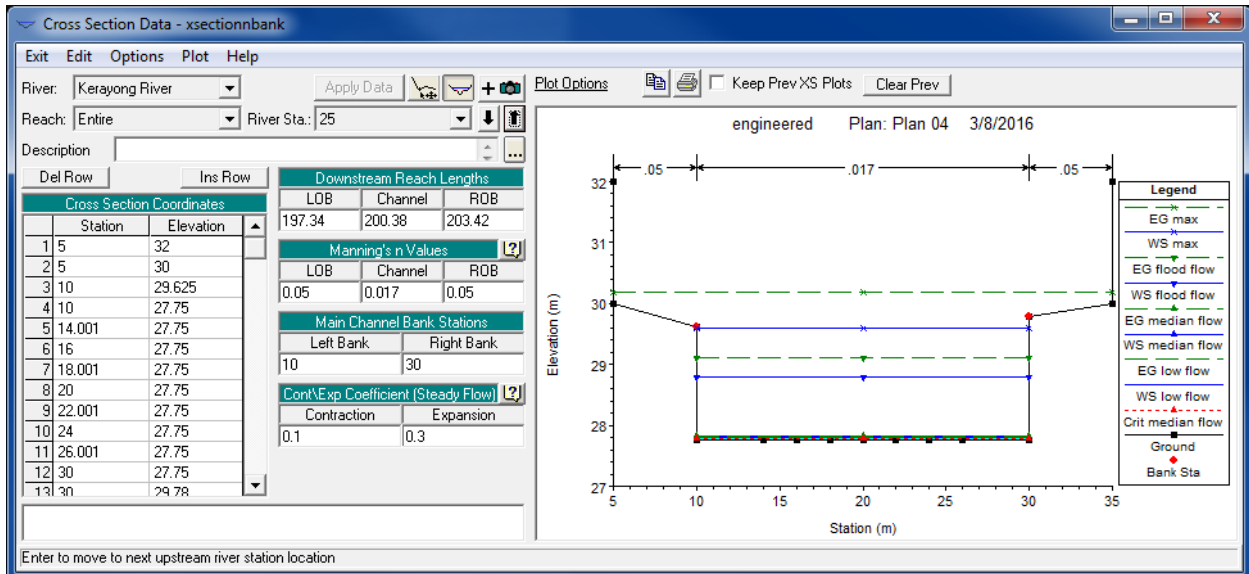 Cross Section Data - xsectionnbank
Exit Edit Options Plot Help
River: Kerayong River Apply Data
Reach: Entire River Sta.: 25
Description ...
Del Row Ins Row
Cross Section Coordinates
Station Elevation
1 5 32
2 5 30
3 10 29.625
4 10 27.75
5 14.001 27.75
6 16 27.75
7 18.001 27.75
8 20 27.75
9 22.001 27.75
10 24 27.75
11 26.001 27.75
12 30 27.75
13 30 29.78
Downstream Reach Lengths
LOB Channel ROB
197.34 200.38 203.42
Manning's n Values
LOB Channel ROB
0.05 0.017 0.05
Main Channel Bank Stations
Left Bank Right Bank
10 30
Cont\Exp Coefficient (Steady Flow)
Contraction Expansion
0.1 0.3
Plot Options Keep Prev XS Plots Clear Prev
engineered Plan: Plan 04 3/8/2016
.05 .017 .05
32
31
30
29
28
27
Elevation (m)
5 10 15 20 25 30 35
Station (m)
Legend
EG max
WS max
EG flood flow
WS flood flow
EG median flow
WS median flow
EG low flow
WS low flow
Crit median flow
Ground
Bank Sta
Enter to move to next upstream river station location